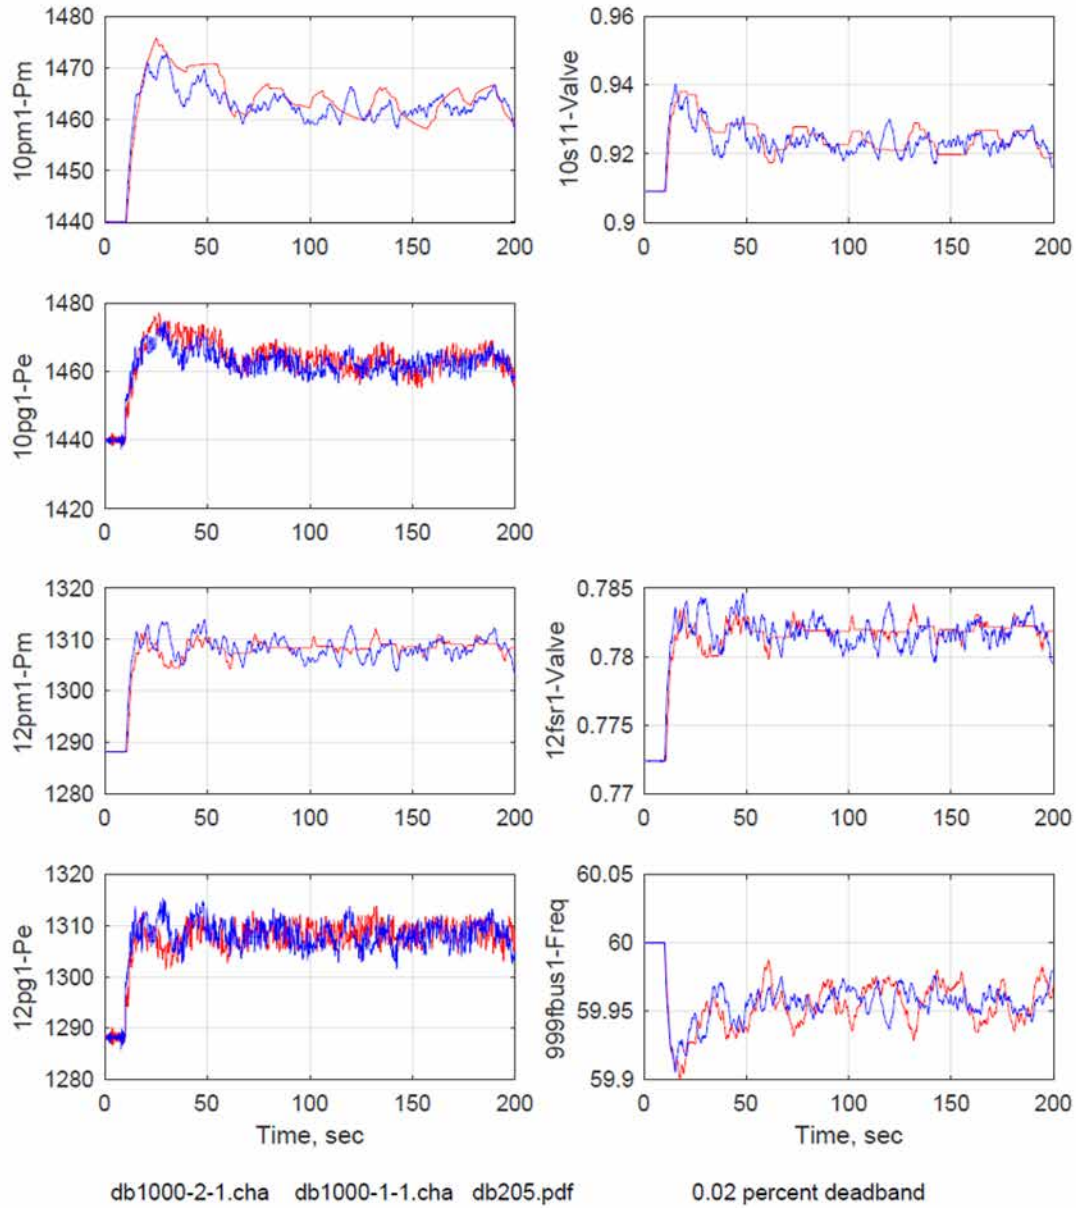 1480
1470
1460
1450
1440
10pm1-Pm
0 50 100 150 200
0.96
0.94
0.92
0.9
10s11-Valve
0 50 100 150 200
1480
1460
1440
1420
10pg1-Pe
0 50 100 150 200
1320
1310
1300
1290
1280
12pm1-Pm
0 50 100 150 200
0.785
0.78
0.775
0.77
12fsr1-Valve
0 50 100 150 200
1320
1310
1300
1290
1280
12pg1-Pe
0 50 100 150 200
Time, sec
60.05
60
59.95
59.9
999fbus1-Freq
0 50 100 150 200
Time, sec
db1000-2-1.cha db1000-1-1.cha db205.pdf 0.02 percent deadband